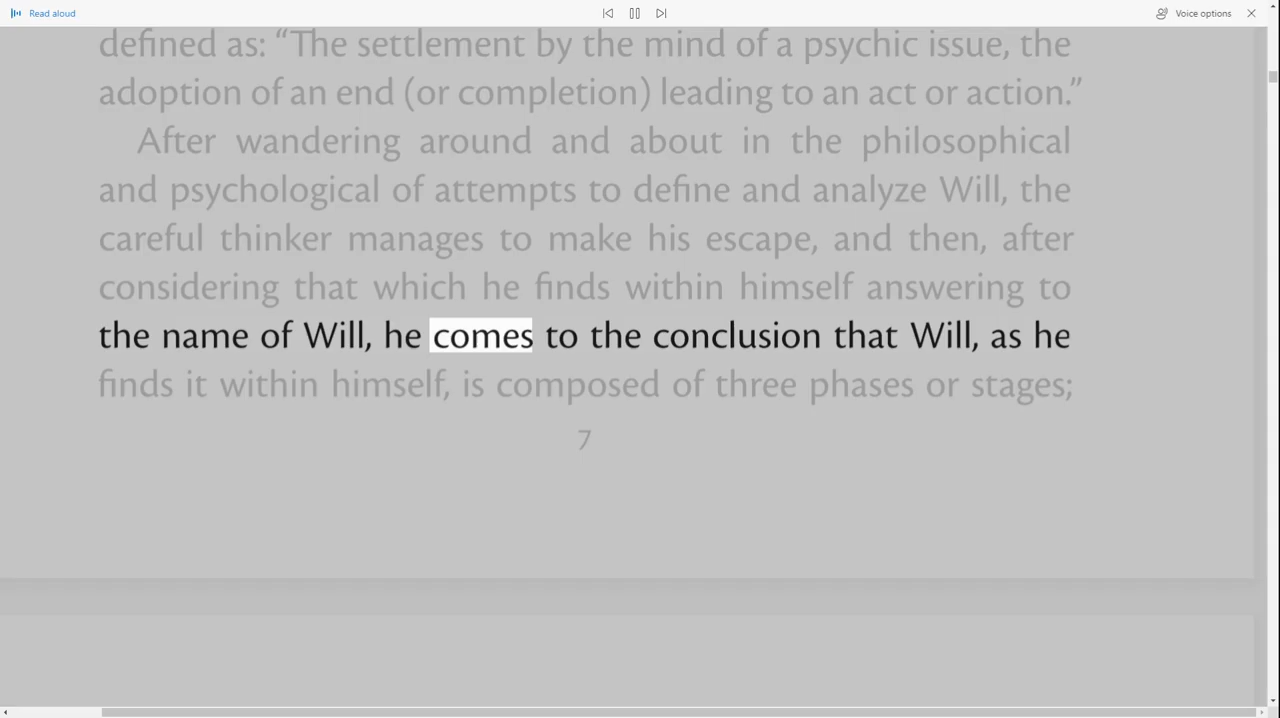 Read aloud
Voice options
defined as: “The settlement by the mind of a psychic issue, the
adoption of an end (or completion) leading to an act or action.”
After wandering around and about in the philosophical
and psychological of attempts to define and analyze Will, the
careful thinker manages to make his escape, and then, after
considering that which he finds within himself answering to
the name of Will, he comes to the conclusion that Will, as he
finds it within himself, is composed of three phases or stages;
7